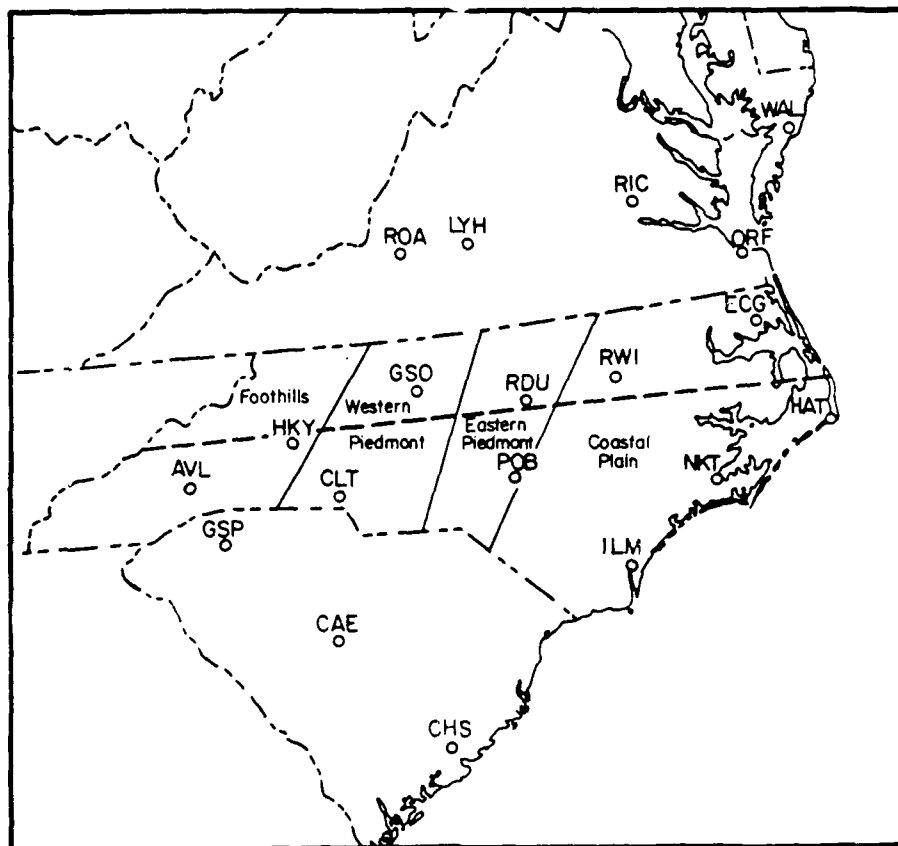 WAL
RIC
LYH
ROA
ORF
ECG
RWI
GSO
RDU
Foothills
Western
HAT
HKY
Eastern
Piedmont
Piedmont
Coastal
Plain
POB
NKT
AVL
CLT
GSP
ILM
CAE
CHS